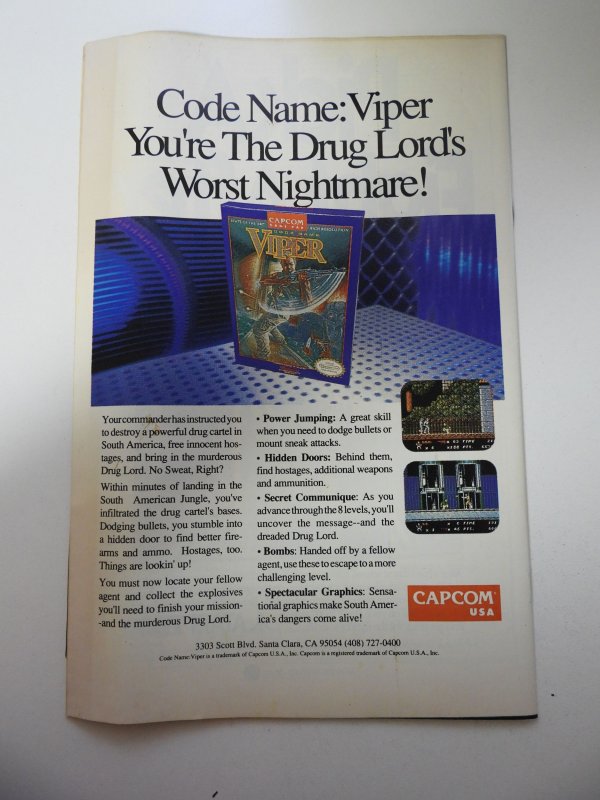 Code Name: Viper
You're The Drug Lord's
Worst Nightmare!
CAPCOM
VIPER
Your commander has instructed you
to destroy a powerful drug cartel in
South America, free innocent hos-
tages, and bring in the murderous
Drug Lord. No Sweat, Right?
Within minutes of landing in the
South American Jungle, you've
infiltrated the drug cartel's bases.
Dodging bullets, you stumble into
a hidden door to find better fire-
arms and ammo. Hostages, too.
Things are lookin' up!
You must now locate your fellow
agent and collect the explosives
you'll need to finish your mission-
-and the murderous Drug Lord.
• Power Jumping: A great skill
when you need to dodge bullets or
mount sneak attacks.
• Hidden Doors: Behind them,
find hostages, additional weapons
and ammunition.
• Secret Communique: As you
advance through the 8 levels, you'll
uncover the message--and the
dreaded Drug Lord.
• Bombs: Handed off by a fellow
agent, use these to escape to a more
challenging level.
• Spectacular Graphics: Sensa-
tional graphics make South Amer-
ica's dangers come alive!
CAPCOM
USA
3303 Scott Blvd. Santa Clara, CA 95054 (408) 727-0400
Code Name: Viper is a trademark of Capcom U.S.A., Inc. Capcom is a registered trademark of Capcom U.S.A., Inc.